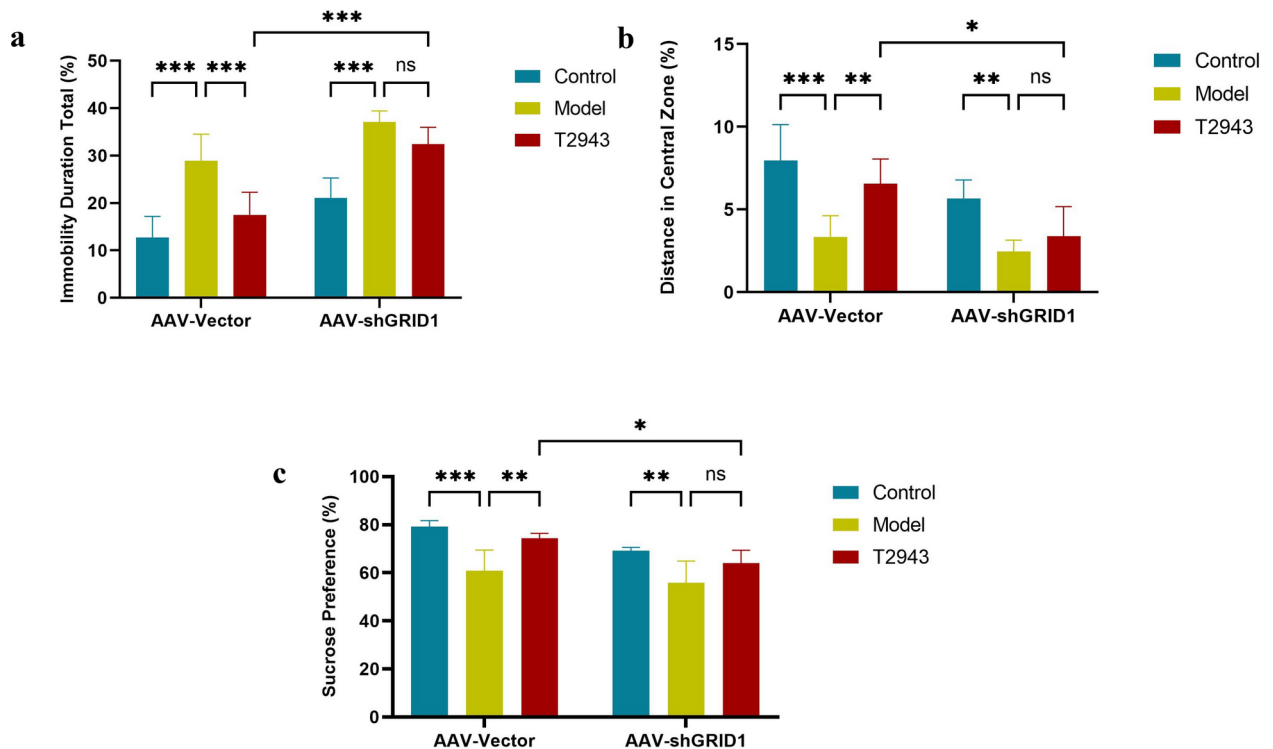 a
Immobility Duration Total (%)
50
40
30
20
10
0
***
*** ***
*** ns
AAV-Vector AAV-shGRID1
Control
Model
T2943
b
Distance in Central Zone (%)
15
10
5
0
*
*** **
** ns
AAV-Vector AAV-shGRID1
Control
Model
T2943
c
Sucrose Preference (%)
100
80
60
40
20
0
*
*** **
** ns
AAV-Vector AAV-shGRID1
Control
Model
T2943